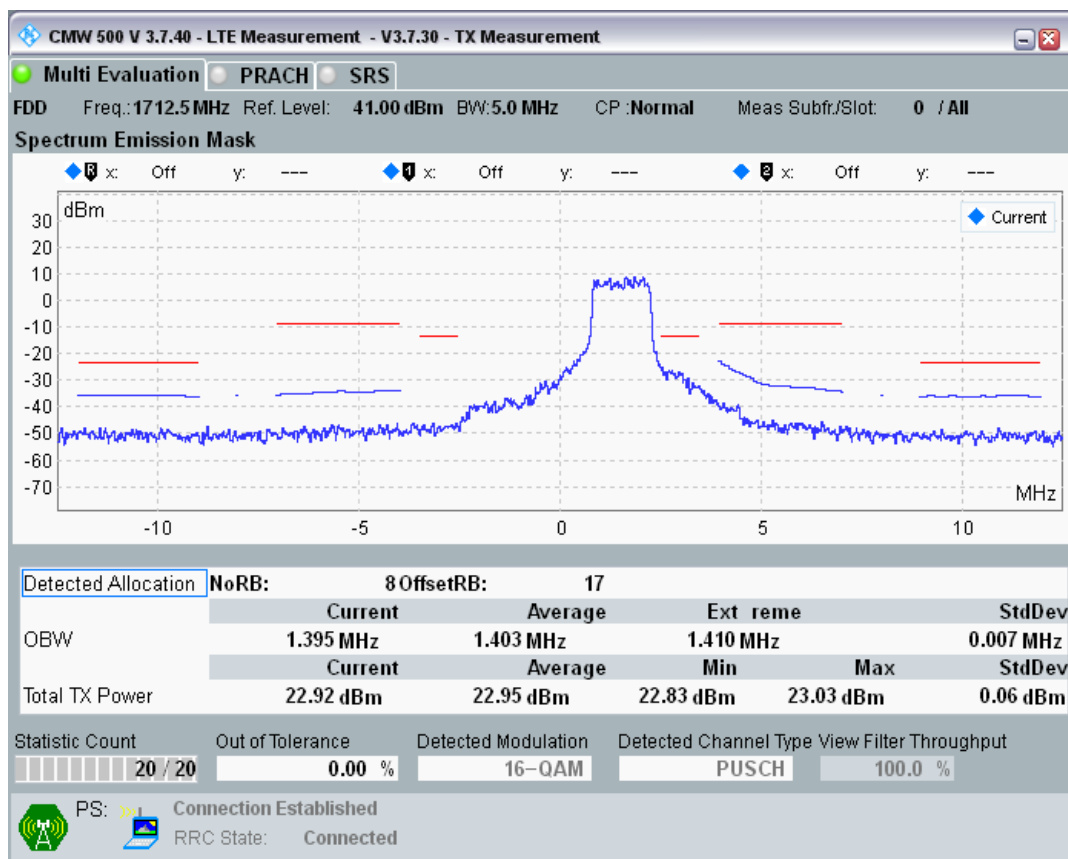 CMW 500 V 3.7.40 - LTE Measurement - V3.7.30 - TX Measurement
Multi Evaluation PRACH SRS
FDD Freq.: 1712.5 MHz Ref. Level: 41.00 dBm BW: 5.0 MHz CP : Normal Meas Subfr./Slot: 0 / All
Spectrum Emission Mask
R x: Off y: --- 1 x: Off y: --- 2 x: Off y: ---
dBm
Current
30
20
10
0
-10
-20
-30
-40
-50
-60
-70
MHz
-10 -5 0 5 10
Detected Allocation NoRB: 8 OffsetRB: 17
Current Average Ext reme StdDev
OBW 1.395 MHz 1.403 MHz 1.410 MHz 0.007 MHz
Current Average Min Max StdDev
Total TX Power 22.92 dBm 22.95 dBm 22.83 dBm 23.03 dBm 0.06 dBm
Statistic Count Out of Tolerance Detected Modulation Detected Channel Type View Filter Throughput
20 / 20 0.00 % 16-QAM PUSCH 100.0 %
PS: Connection Established
RRC State: Connected